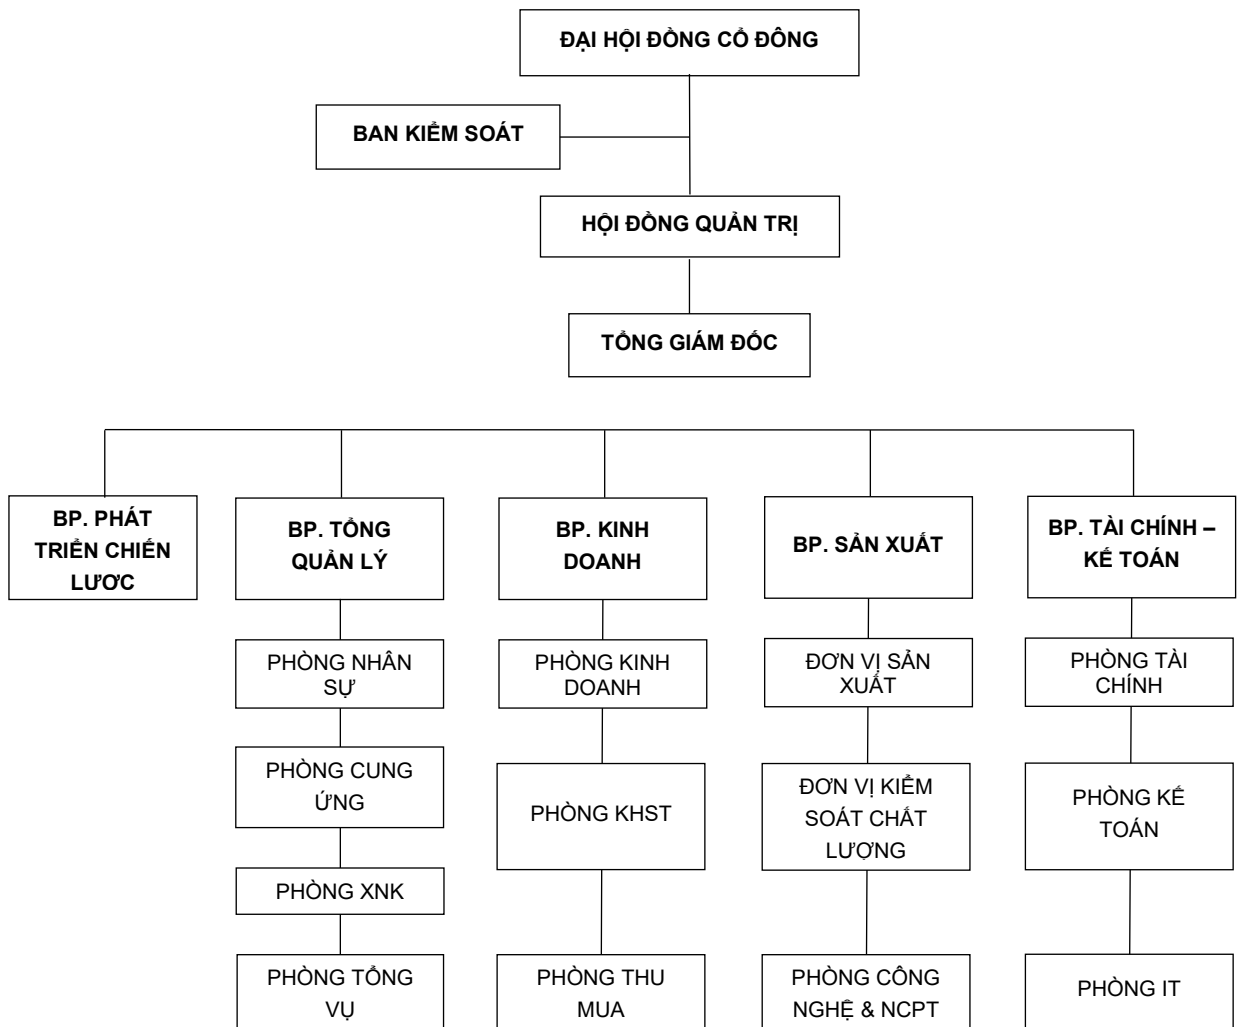 ĐẠI HỘI ĐỒNG CỔ ĐÔNG
BAN KIỂM SOÁT
HỘI ĐỒNG QUẢN TRỊ
TỔNG GIÁM ĐỐC
BP. PHÁT
TRIỂN CHIẾN
LƯƠC
BP. TỔNG
QUẢN LÝ
BP. KINH
DOANH
BP. SẢN XUẤT
BP. TÀI CHÍNH –
KẾ TOÁN
PHÒNG NHÂN
SỰ
PHÒNG KINH
DOANH
ĐƠN VỊ SẢN
XUẤT
PHÒNG TÀI
CHÍNH
PHÒNG CUNG
ỨNG
PHÒNG KHST
ĐƠN VỊ KIỂM
SOÁT CHẤT
LƯỢNG
PHÒNG KẾ
TOÁN
PHÒNG XNK
PHÒNG TỔNG
VỤ
PHÒNG THU
MUA
PHÒNG CÔNG
NGHỆ & NCPT
PHÒNG IT